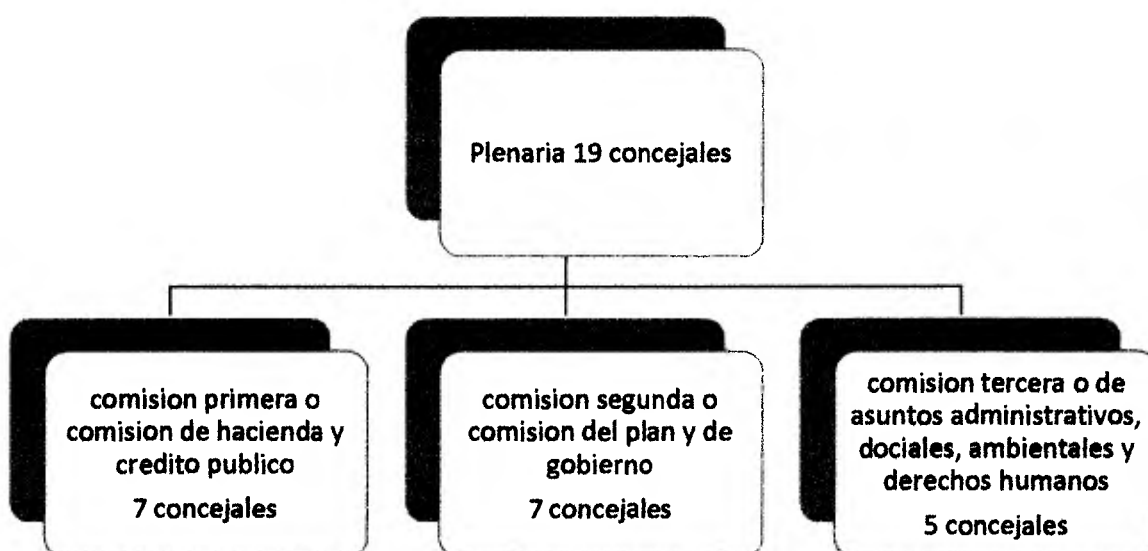 Plenaria 19 concejales
comision primera o
comision de hacienda y
credito publico
7 concejales
comision segunda o
comision del plan y de
gobierno
7 concejales
comision tercera o de
asuntos administrativos,
dociales, ambientales y
derechos humanos
5 concejales